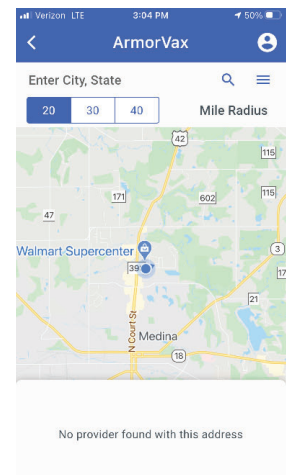 Verizon LTE 3:04 PM 50%
ArmorVax
Enter City, State
20 30 40 Mile Radius
42
115
171
602
115
47
Walmart Supercenter
3
39
17
21
N Court St
Medina
18
No provider found with this address